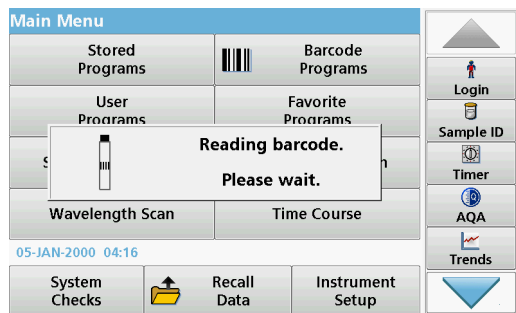 Main Menu
Stored
Programs
Barcode
Programs
User
Programs
Favorite
Programs
Reading barcode.
Please wait.
Wavelength Scan
Time Course
05-JAN-2000 04:16
System
Checks
Recall
Data
Instrument
Setup
Login
Sample ID
Timer
AQA
Trends